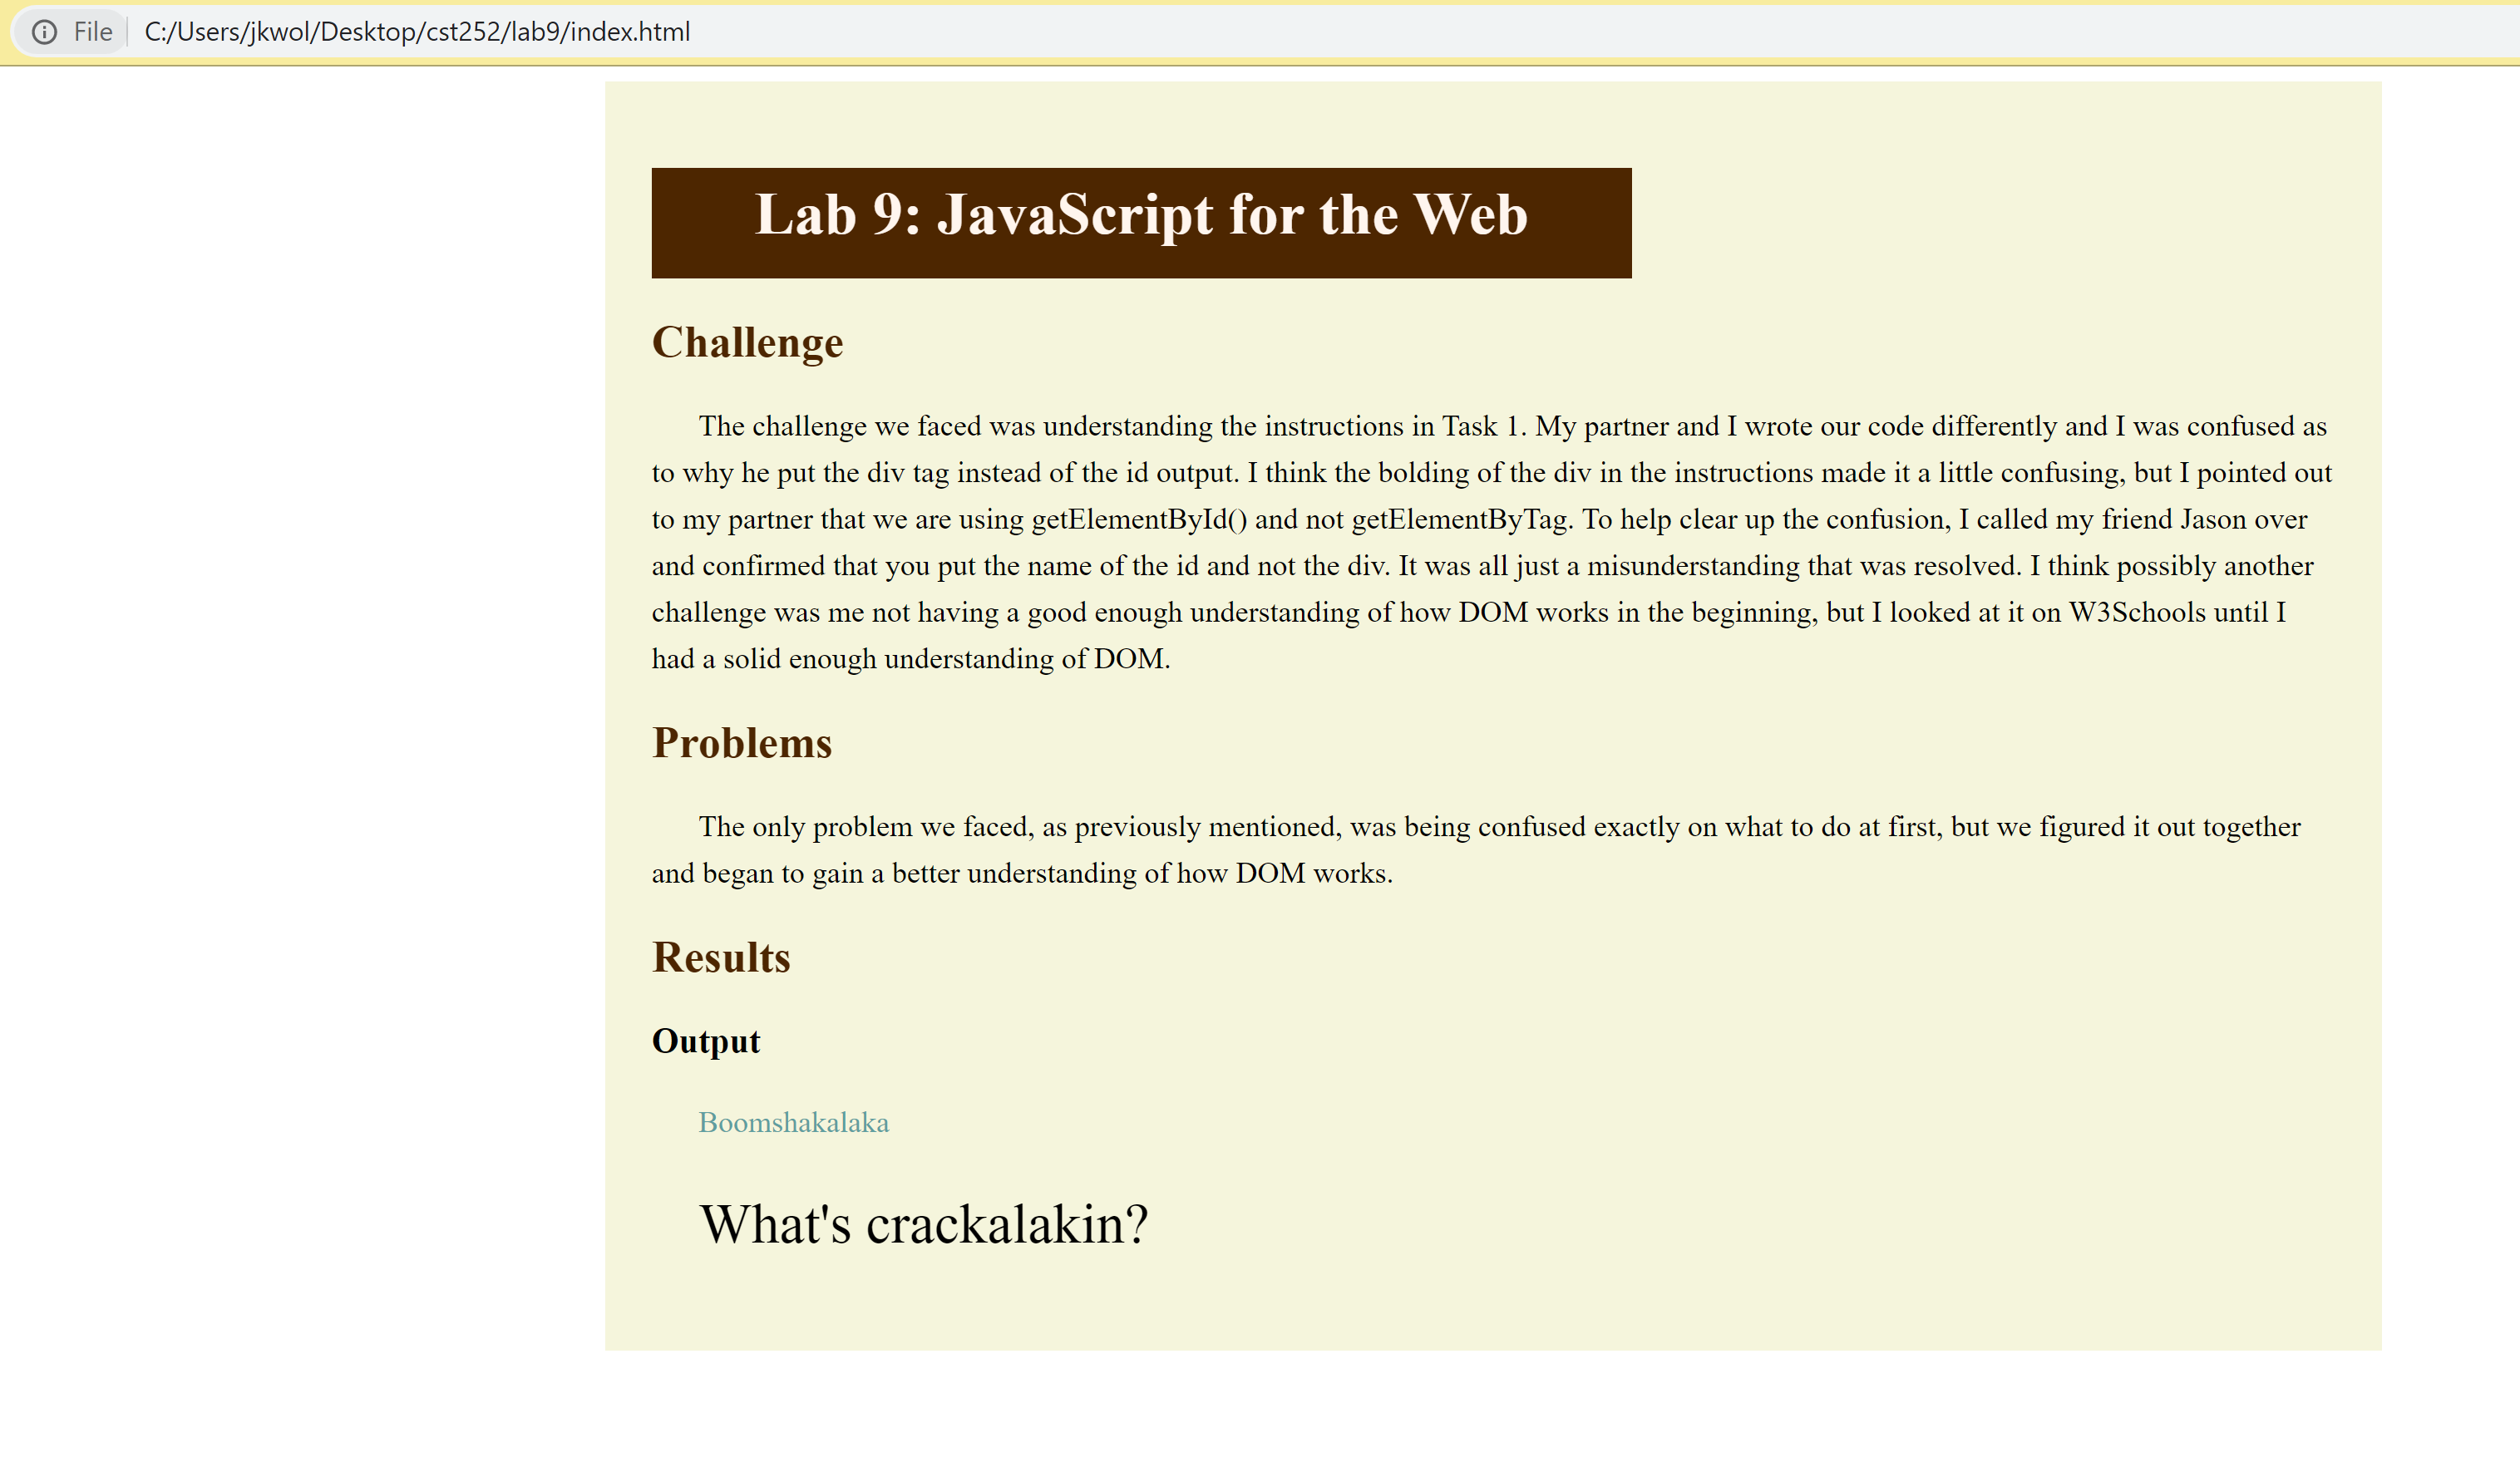 File C:/Users/jkwol/Desktop/cst252/lab9/index.html
Lab 9: JavaScript for the Web
Challenge
The challenge we faced was understanding the instructions in Task 1. My partner and I wrote our code differently and I was confused as
to why he put the div tag instead of the id output. I think the bolding of the div in the instructions made it a little confusing, but I pointed out
to my partner that we are using getElementById() and not getElementByTag. To help clear up the confusion, I called my friend Jason over
and confirmed that you put the name of the id and not the div. It was all just a misunderstanding that was resolved. I think possibly another
challenge was me not having a good enough understanding of how DOM works in the beginning, but I looked at it on W3Schools until I
had a solid enough understanding of DOM.
Problems
The only problem we faced, as previously mentioned, was being confused exactly on what to do at first, but we figured it out together
and began to gain a better understanding of how DOM works.
Results
Output
Boomshakalaka
What's crackalakin?